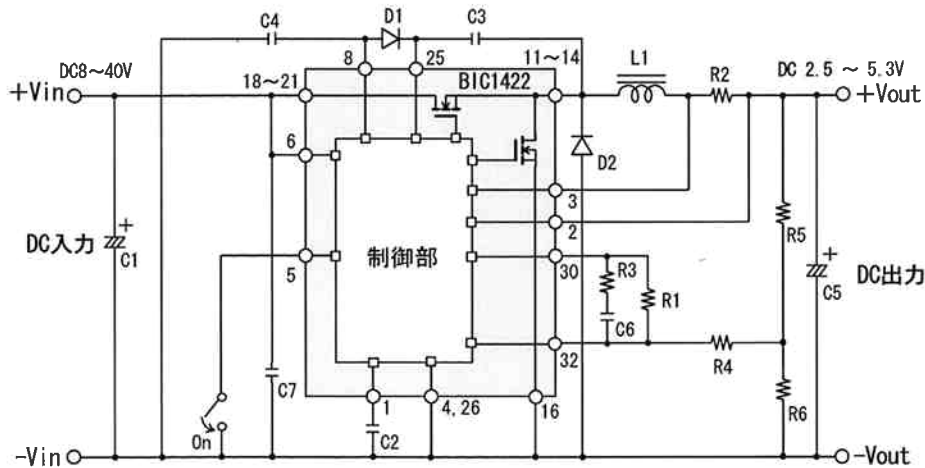 C4
D1
C3
8
25
11～14
DC8～40V
18～21
BIC1422
L1
R2
DC 2.5 ～ 5.3V
+Vin
+Vout
6
D2
3
2
DC入力
+
C1
5
制御部
30
R3
R1
C6
R5
+
C5
DC出力
32
R4
C7
1
4, 26
16
R6
On
C2
-Vin
-Vout